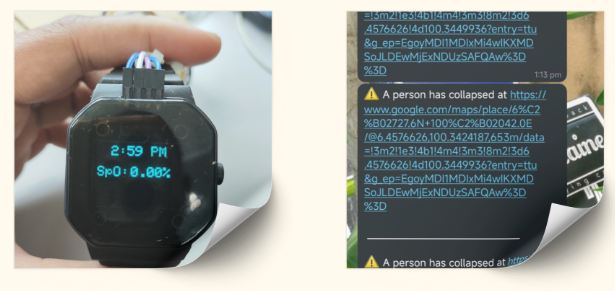 2:59 PM
SpO:0.00%
=!3m2!1e3!4b1!4m4!3m3!8m2!3d6
.4576626!4d100.3449936?entry=ttu
&g_ep=EgoyMDI1MDIxMi4wIKXMD
SoJLDEwMjExNDUzSAFQAw%3D
%3D
1:13 pm
⚠️ A person has collapsed at https://
www.google.com/maps/place/6%C2
%B02727.6N+100%C2%B02042.0E
/@6.4576626,100.3424187,653m/data
=!3m2!1e3!4b1!4m4!3m3!8m2!3d6
.4576626!4d100.3449936?entry=ttu
&g_ep=EgoyMDI1MDIxMi4wIKXMD
SoJLDEwMjExNDUzSAFQAw%3D
%3D
⚠️ A person has collapsed at